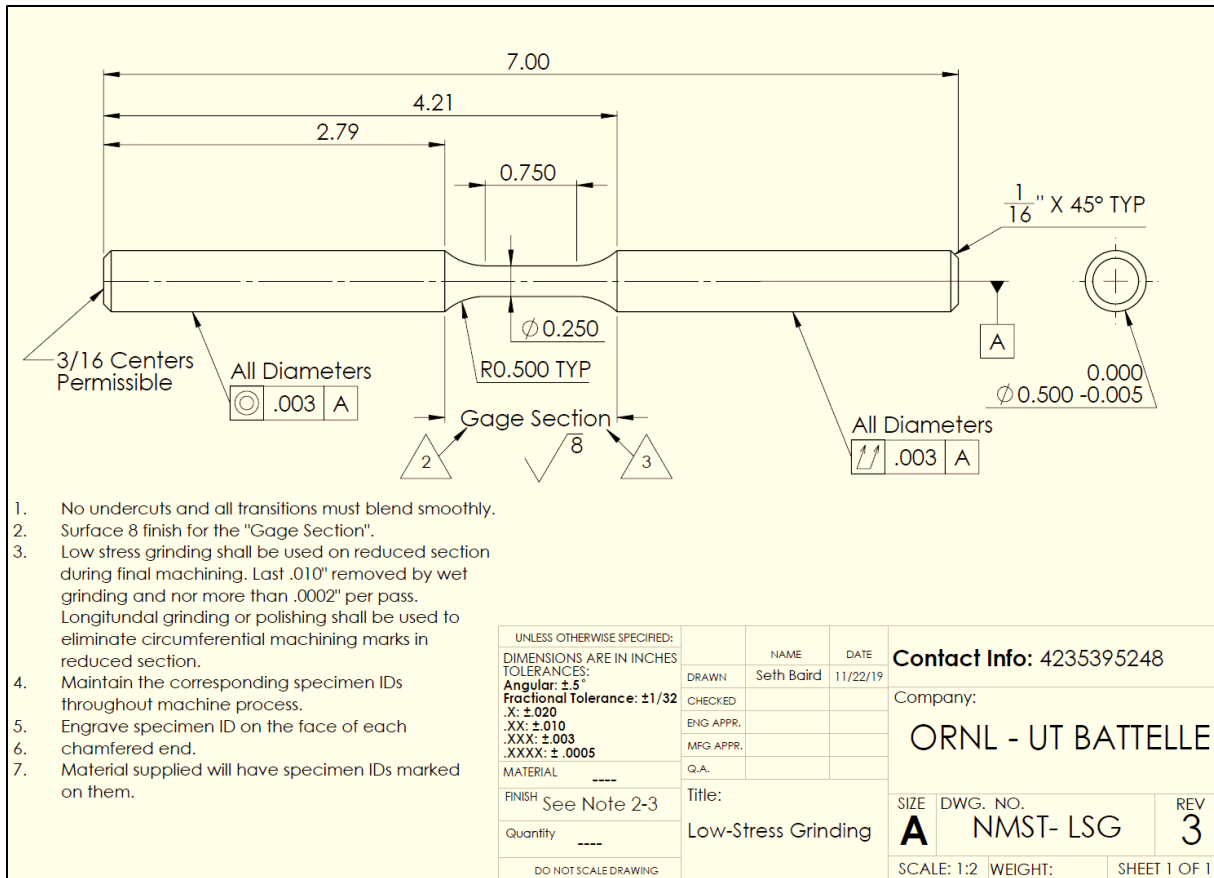 7.00
4.21
2.79
0.750
1/16" X 45° TYP
3/16 Centers
Permissible
All Diameters
.003 A
Ø 0.250
R0.500 TYP
Gage Section
8
2
3
A
0.000
Ø 0.500 -0.005
All Diameters
.003 A
1. No undercuts and all transitions must blend smoothly.
2. Surface 8 finish for the "Gage Section".
3. Low stress grinding shall be used on reduced section
during final machining. Last .010" removed by wet
grinding and nor more than .0002" per pass.
Longitundal grinding or polishing shall be used to
eliminate circumferential machining marks in
reduced section.
4. Maintain the corresponding specimen IDs
throughout machine process.
5. Engrave specimen ID on the face of each
6. chamfered end.
7. Material supplied will have specimen IDs marked
on them.
UNLESS OTHERWISE SPECIFIED:
DIMENSIONS ARE IN INCHES
TOLERANCES:
Angular: ±.5°
Fractional Tolerance: ±1/32
.X: ±.020
.XX: ±.010
.XXX: ±.003
.XXXX: ± .0005
MATERIAL ----
FINISH See Note 2-3
Quantity ----
DO NOT SCALE DRAWING
NAME DATE
DRAWN Seth Baird 11/22/19
CHECKED
ENG APPR.
MFG APPR.
Q.A.
Title:
Low-Stress Grinding
Contact Info: 4235395248
Company:
ORNL - UT BATTELLE
SIZE DWG. NO. REV
A NMST- LSG 3
SCALE: 1:2 WEIGHT: SHEET 1 OF 1